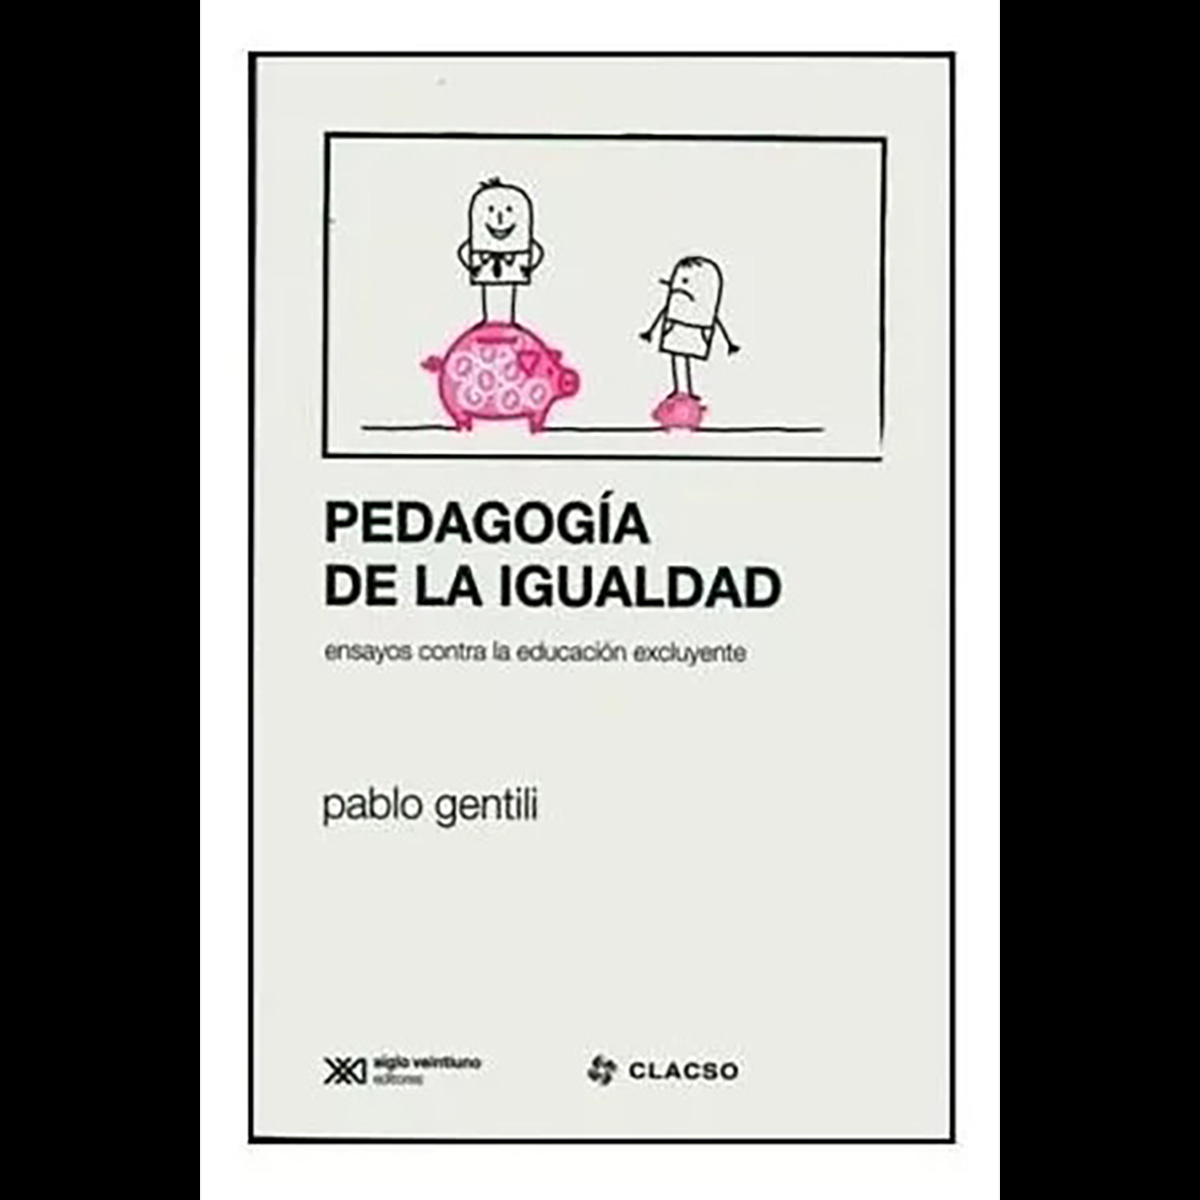 PEDAGOGÍA
DE LA IGUALDAD
ensayos contra la educación excluyente
pablo gentili
siglo veintiuno
editores
CLACSO